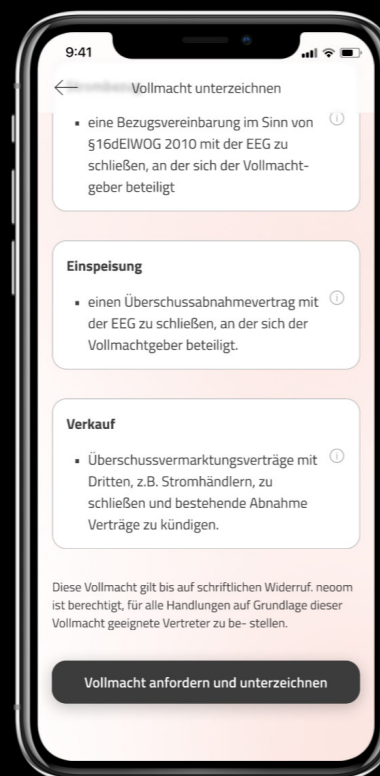 9:41
Vollmacht unterzeichnen
▪ eine Bezugsvereinbarung im Sinn von
§16dElWOG 2010 mit der EEG zu
schließen, an der sich der Vollmacht-
geber beteiligt
Einspeisung
▪ einen Überschussabnahmevertrag mit
der EEG zu schließen, an der sich der
Vollmachtgeber beteiligt.
Verkauf
▪ Überschussvermarktungsverträge mit
Dritten, z.B. Stromhändlern, zu
schließen und bestehende Abnahme
Verträge zu kündigen.
Diese Vollmacht gilt bis auf schriftlichen Widerruf. neoom
ist berechtigt, für alle Handlungen auf Grundlage dieser
Vollmacht geeignete Vertreter zu be- stellen.
Vollmacht anfordern und unterzeichnen